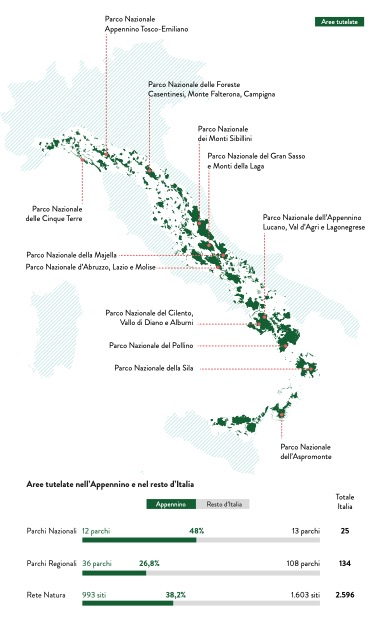 Parco Nazionale
Appennino Tosco-Emiliano
Aree tutelate
Parco Nazionale delle Foreste
Casentinesi, Monte Falterona, Campigna
Parco Nazionale
dei Monti Sibillini
Parco Nazionale del Gran Sasso
e Monti della Laga
Parco Nazionale
delle Cinque Terre
Parco Nazionale dell'Appennino
Lucano, Val d'Agri e Lagonegrese
Parco Nazionale della Majella
Parco Nazionale d'Abruzzo, Lazio e Molise
Parco Nazionale del Cilento,
Vallo di Diano e Alburni
Parco Nazionale del Pollino
Parco Nazionale della Sila
Parco Nazionale
dell'Aspromonte
Aree tutelate nell'Appennino e nel resto d'Italia
Appennino Resto d'Italia
Totale
Italia
Parchi Nazionali 12 parchi 48% 13 parchi 25
Parchi Regionali 36 parchi 26,8% 108 parchi 134
Rete Natura 993 siti 38,2% 1.603 siti 2.596